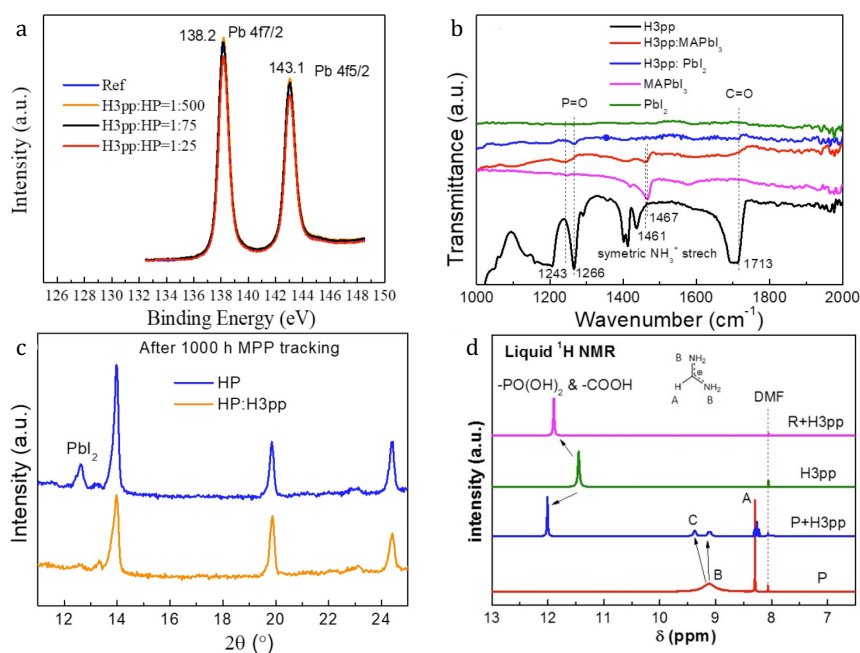 a
138.2
Pb 4f7/2
143.1
Pb 4f5/2
Ref
H3pp:HP=1:500
H3pp:HP=1:75
H3pp:HP=1:25
Intensity (a.u.)
126 128 130 132 134 136 138 140 142 144 146 148 150
Binding Energy (eV)
b
H3pp
H3pp:MAPbI₃
H3pp: PbI₂
MAPbI₃
PbI₂
P=O
C=O
Transmittance (a.u.)
1467
1461
symetric NH₃⁺ strech
1243
1266
1713
1000 1200 1400 1600 1800 2000
Wavenumber (cm⁻¹)
c
After 1000 h MPP tracking
HP
HP:H3pp
PbI₂
Intensity (a.u.)
12 14 16 18 20 22 24
2θ (°)
d
Liquid ¹H NMR
B
NH₂
⊕
H
NH₂
A
B
-PO(OH)₂ & -COOH
DMF
R+H3pp
H3pp
A
P+H3pp
C
B
P
intensity (a.u.)
13 12 11 10 9 8 7
δ (ppm)